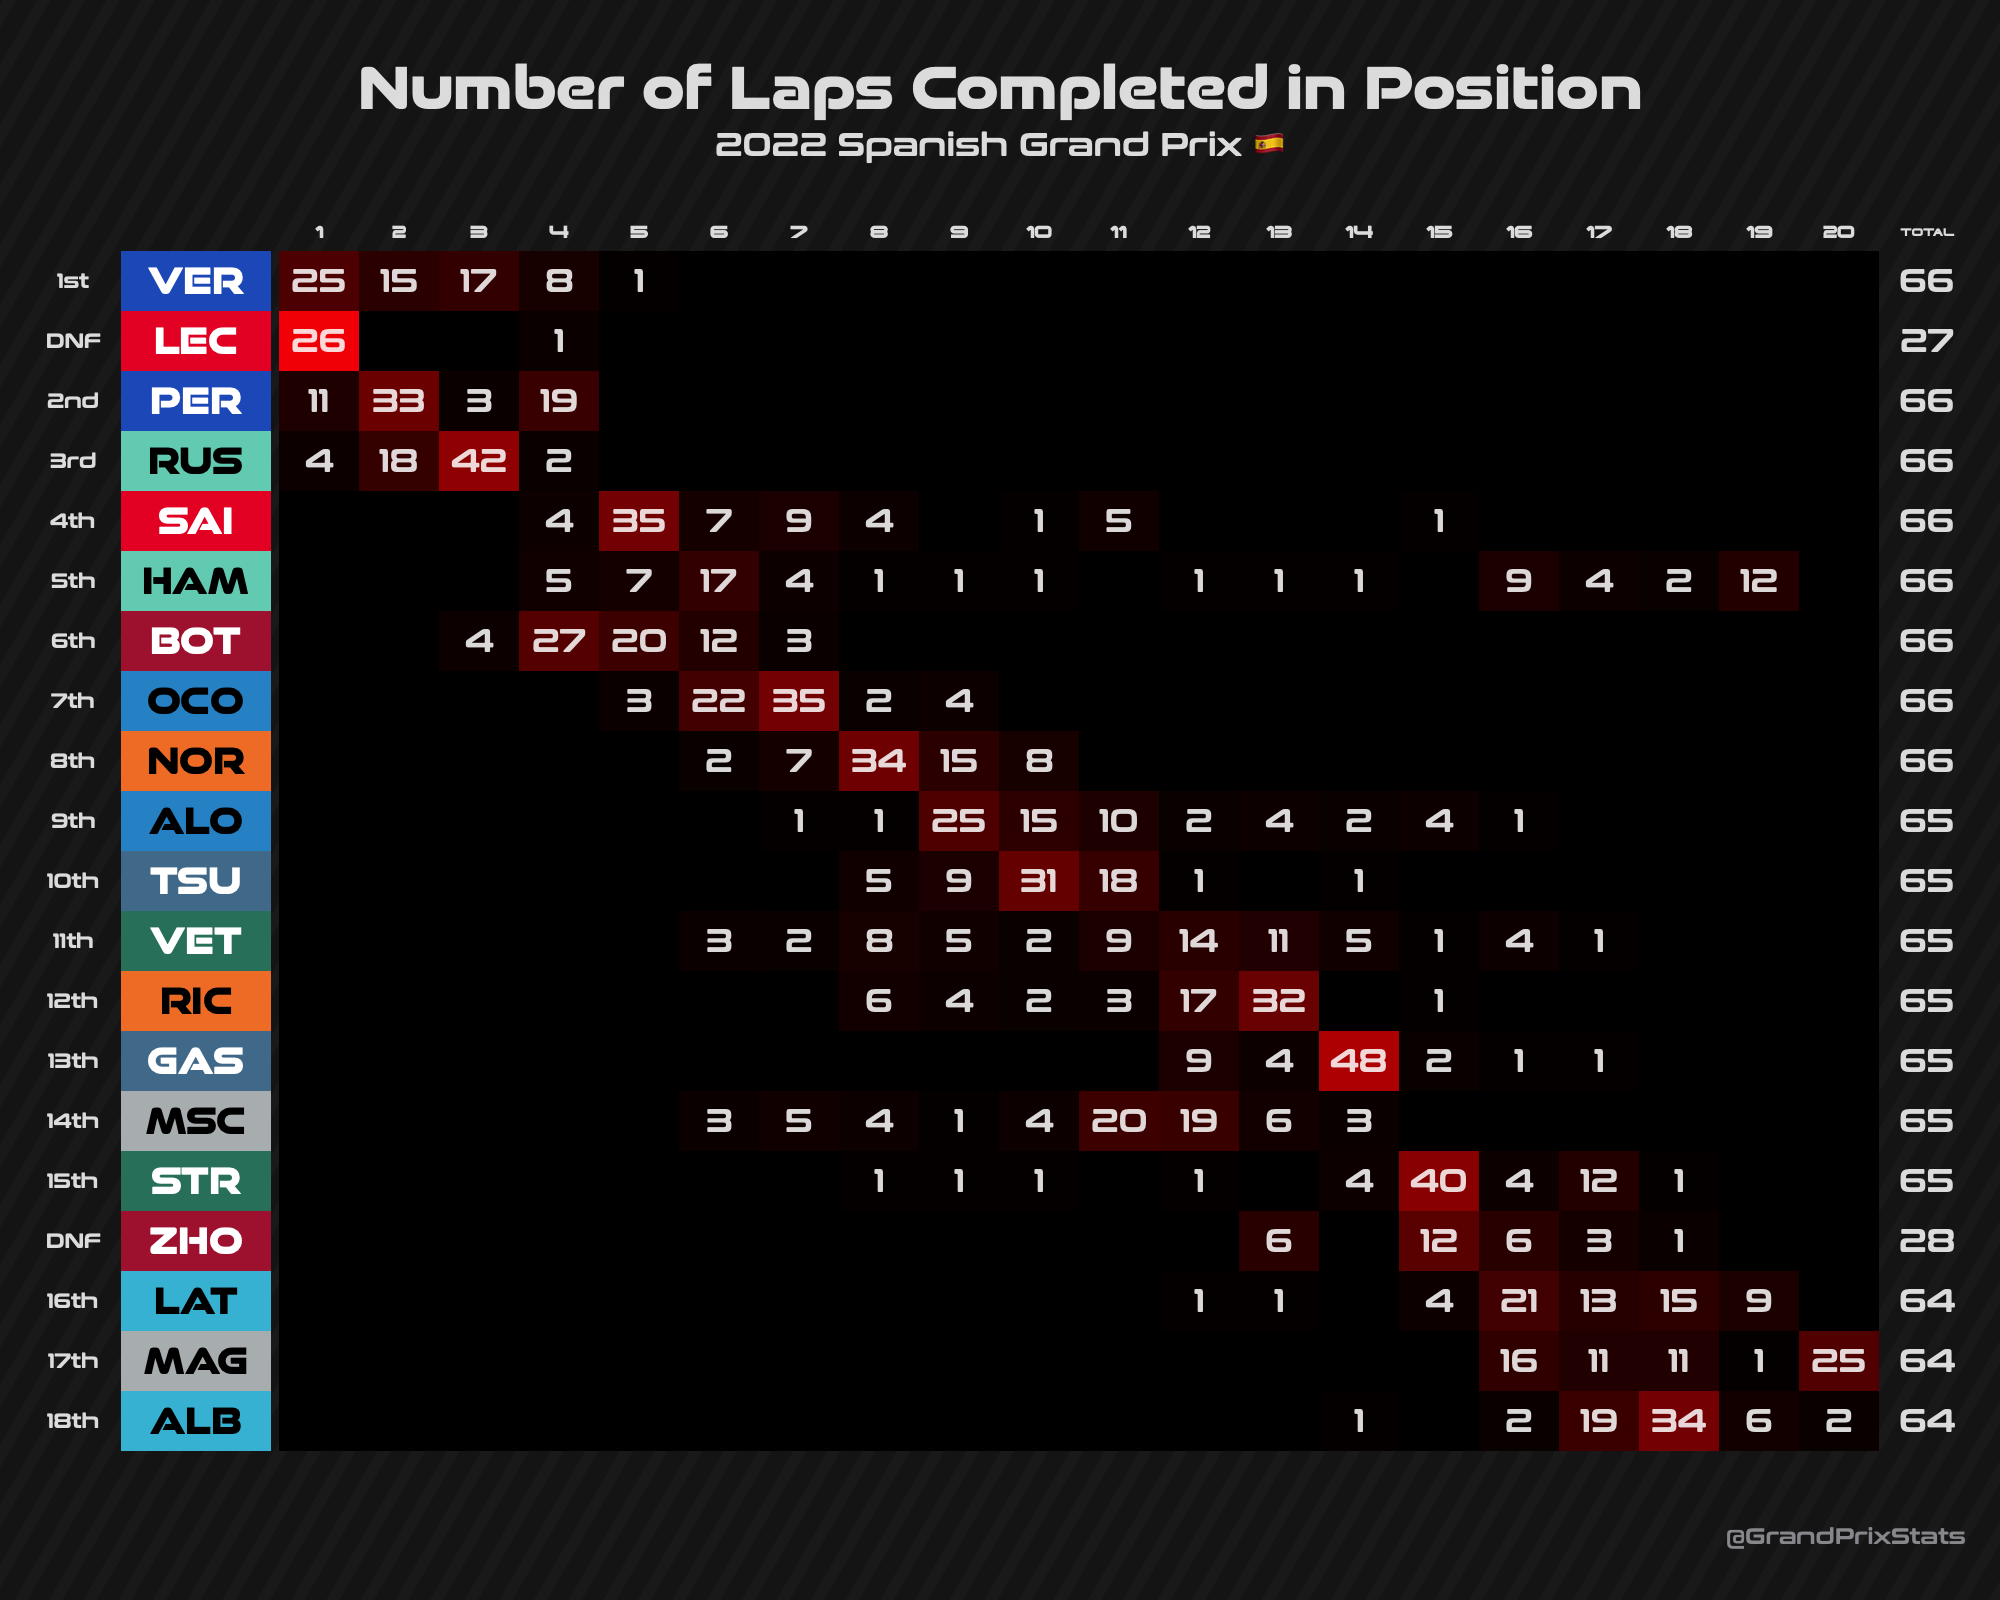 Number of Laps Completed in Position
2022 Spanish Grand Prix 🇪🇸
1 2 3 4 5 6 7 8 9 10 11 12 13 14 15 16 17 18 19 20 TOTAL
1st VER 25 15 17 8 1 66
DNF LEC 26 1 27
2nd PER 11 33 3 19 66
3rd RUS 4 18 42 2 66
4th SAI 4 35 7 9 4 1 5 1 66
5th HAM 5 7 17 4 1 1 1 1 1 1 9 4 2 12 66
6th BOT 4 27 20 12 3 66
7th OCO 3 22 35 2 4 66
8th NOR 2 7 34 15 8 66
9th ALO 1 1 25 15 10 2 4 2 4 1 65
10th TSU 5 9 31 18 1 1 65
11th VET 3 2 8 5 2 9 14 11 5 1 4 1 65
12th RIC 6 4 2 3 17 32 1 65
13th GAS 9 4 48 2 1 1 65
14th MSC 3 5 4 1 4 20 19 6 3 65
15th STR 1 1 1 1 4 40 4 12 1 65
DNF ZHO 6 12 6 3 1 28
16th LAT 1 1 4 21 13 15 9 64
17th MAG 16 11 11 1 25 64
18th ALB 1 2 19 34 6 2 64
@GrandPrixStats